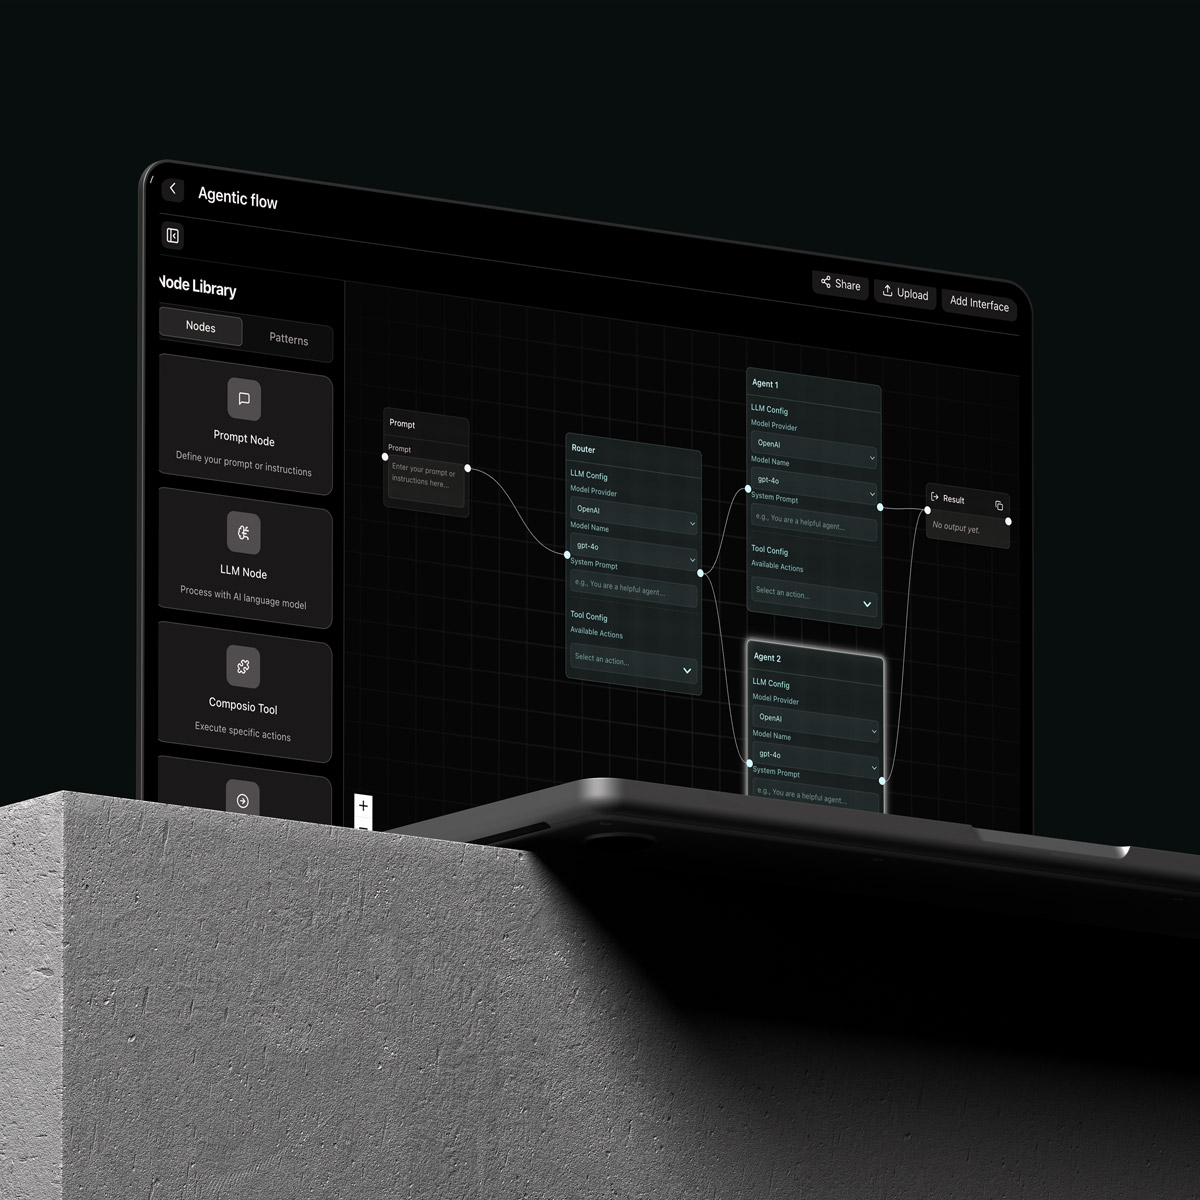 Agentic flow
Share
Upload
Add Interface
Node Library
Nodes
Patterns
Prompt Node
Define your prompt or instructions
LLM Node
Process with AI language model
Composio Tool
Execute specific actions
Prompt
Prompt
Enter your prompt or
instructions here...
Router
LLM Config
Model Provider
OpenAI
Model Name
gpt-4o
System Prompt
e.g., You are a helpful agent...
Tool Config
Available Actions
Select an action...
Agent 1
LLM Config
Model Provider
OpenAI
Model Name
gpt-4o
System Prompt
e.g., You are a helpful agent...
Tool Config
Available Actions
Select an action...
Agent 2
LLM Config
Model Provider
OpenAI
Model Name
gpt-4o
System Prompt
e.g., You are a helpful agent...
Result
No output yet.
+